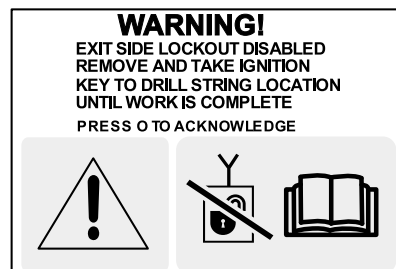 WARNING!
EXIT SIDE LOCKOUT DISABLED
REMOVE AND TAKE IGNITION
KEY TO DRILL STRING LOCATION
UNTIL WORK IS COMPLETE
PRESS O TO ACKNOWLEDGE